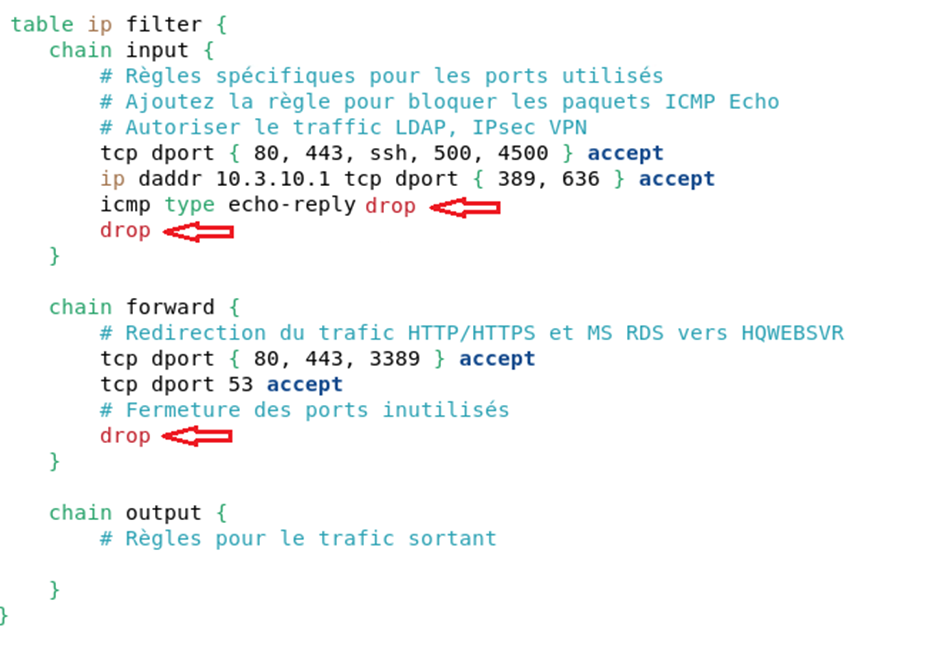 table ip filter {
chain input {
# Règles spécifiques pour les ports utilisés
# Ajoutez la règle pour bloquer les paquets ICMP Echo
# Autoriser le traffic LDAP, IPsec VPN
tcp dport { 80, 443, ssh, 500, 4500 } accept
ip daddr 10.3.10.1 tcp dport { 389, 636 } accept
icmp type echo-reply drop
drop
}
chain forward {
# Redirection du trafic HTTP/HTTPS et MS RDS vers HQWEBSVR
tcp dport { 80, 443, 3389 } accept
tcp dport 53 accept
# Fermeture des ports inutilisés
drop
}
chain output {
# Règles pour le trafic sortant
}
}